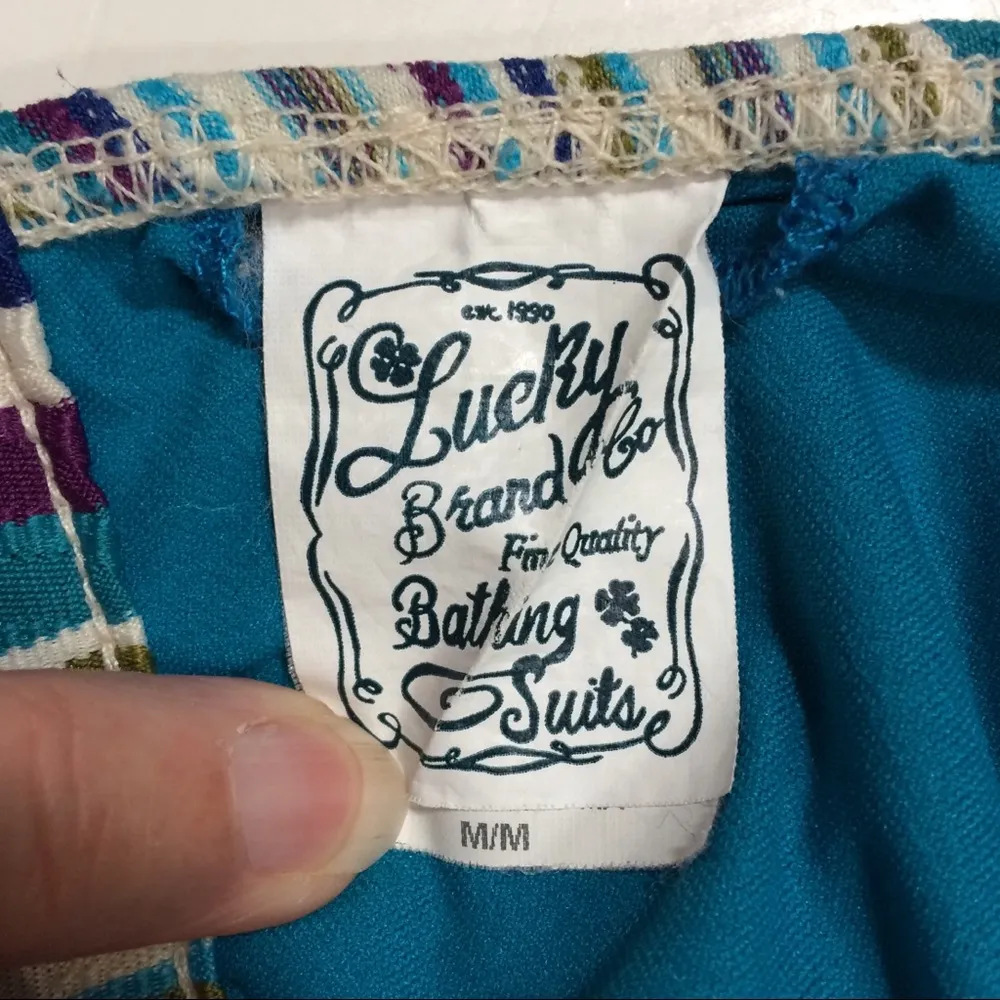 est. 1990
Lucky
Brand Co
Fine Quality
Bathing
Suits
M/M